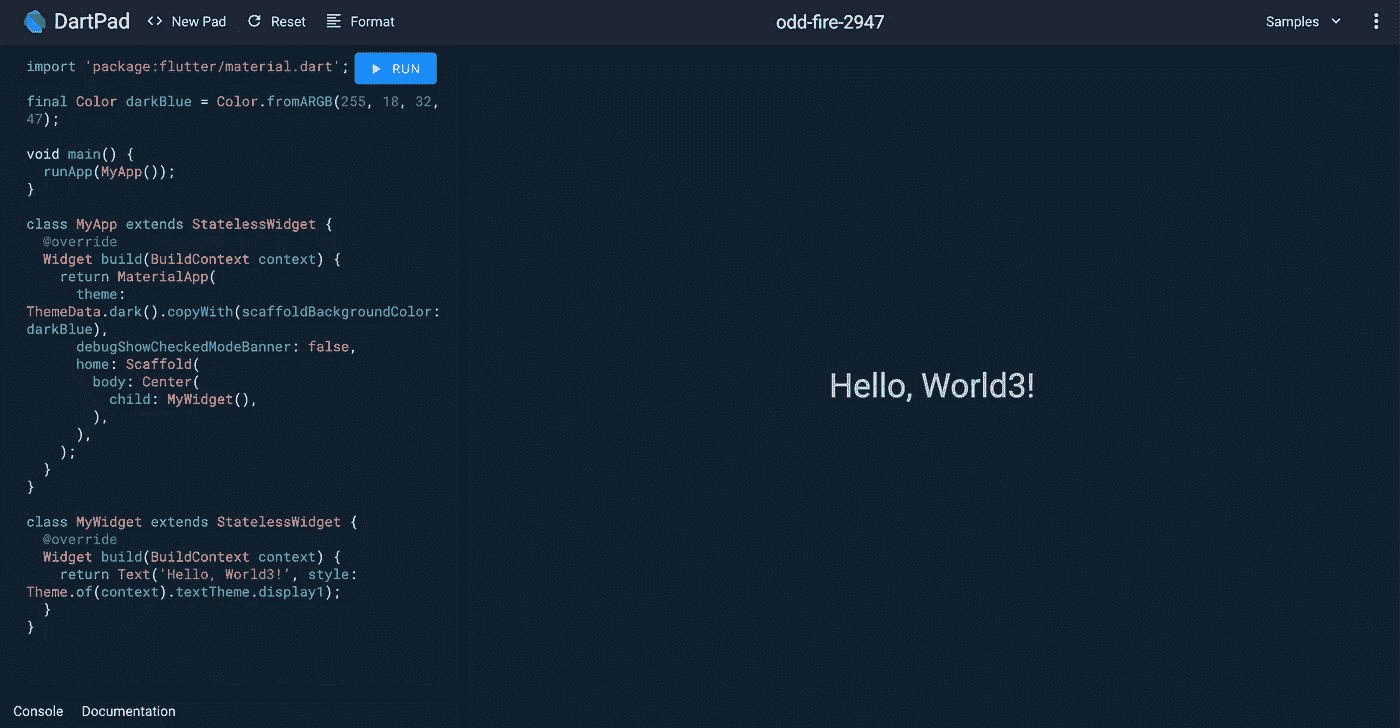 DartPad <> New Pad Reset Format odd-fire-2947 Samples
import 'package:flutter/material.dart'; RUN
final Color darkBlue = Color.fromARGB(255, 18, 32,
47);
void main() {
  runApp(MyApp());
}
class MyApp extends StatelessWidget {
  @override
  Widget build(BuildContext context) {
    return MaterialApp(
      theme:
ThemeData.dark().copyWith(scaffoldBackgroundColor:
darkBlue),
      debugShowCheckedModeBanner: false,
      home: Scaffold(
        body: Center(
          child: MyWidget(),
        ),
      ),
    );
  }
}
class MyWidget extends StatelessWidget {
  @override
  Widget build(BuildContext context) {
    return Text('Hello, World3!', style:
Theme.of(context).textTheme.display1);
  }
}
Hello, World3!
Console Documentation